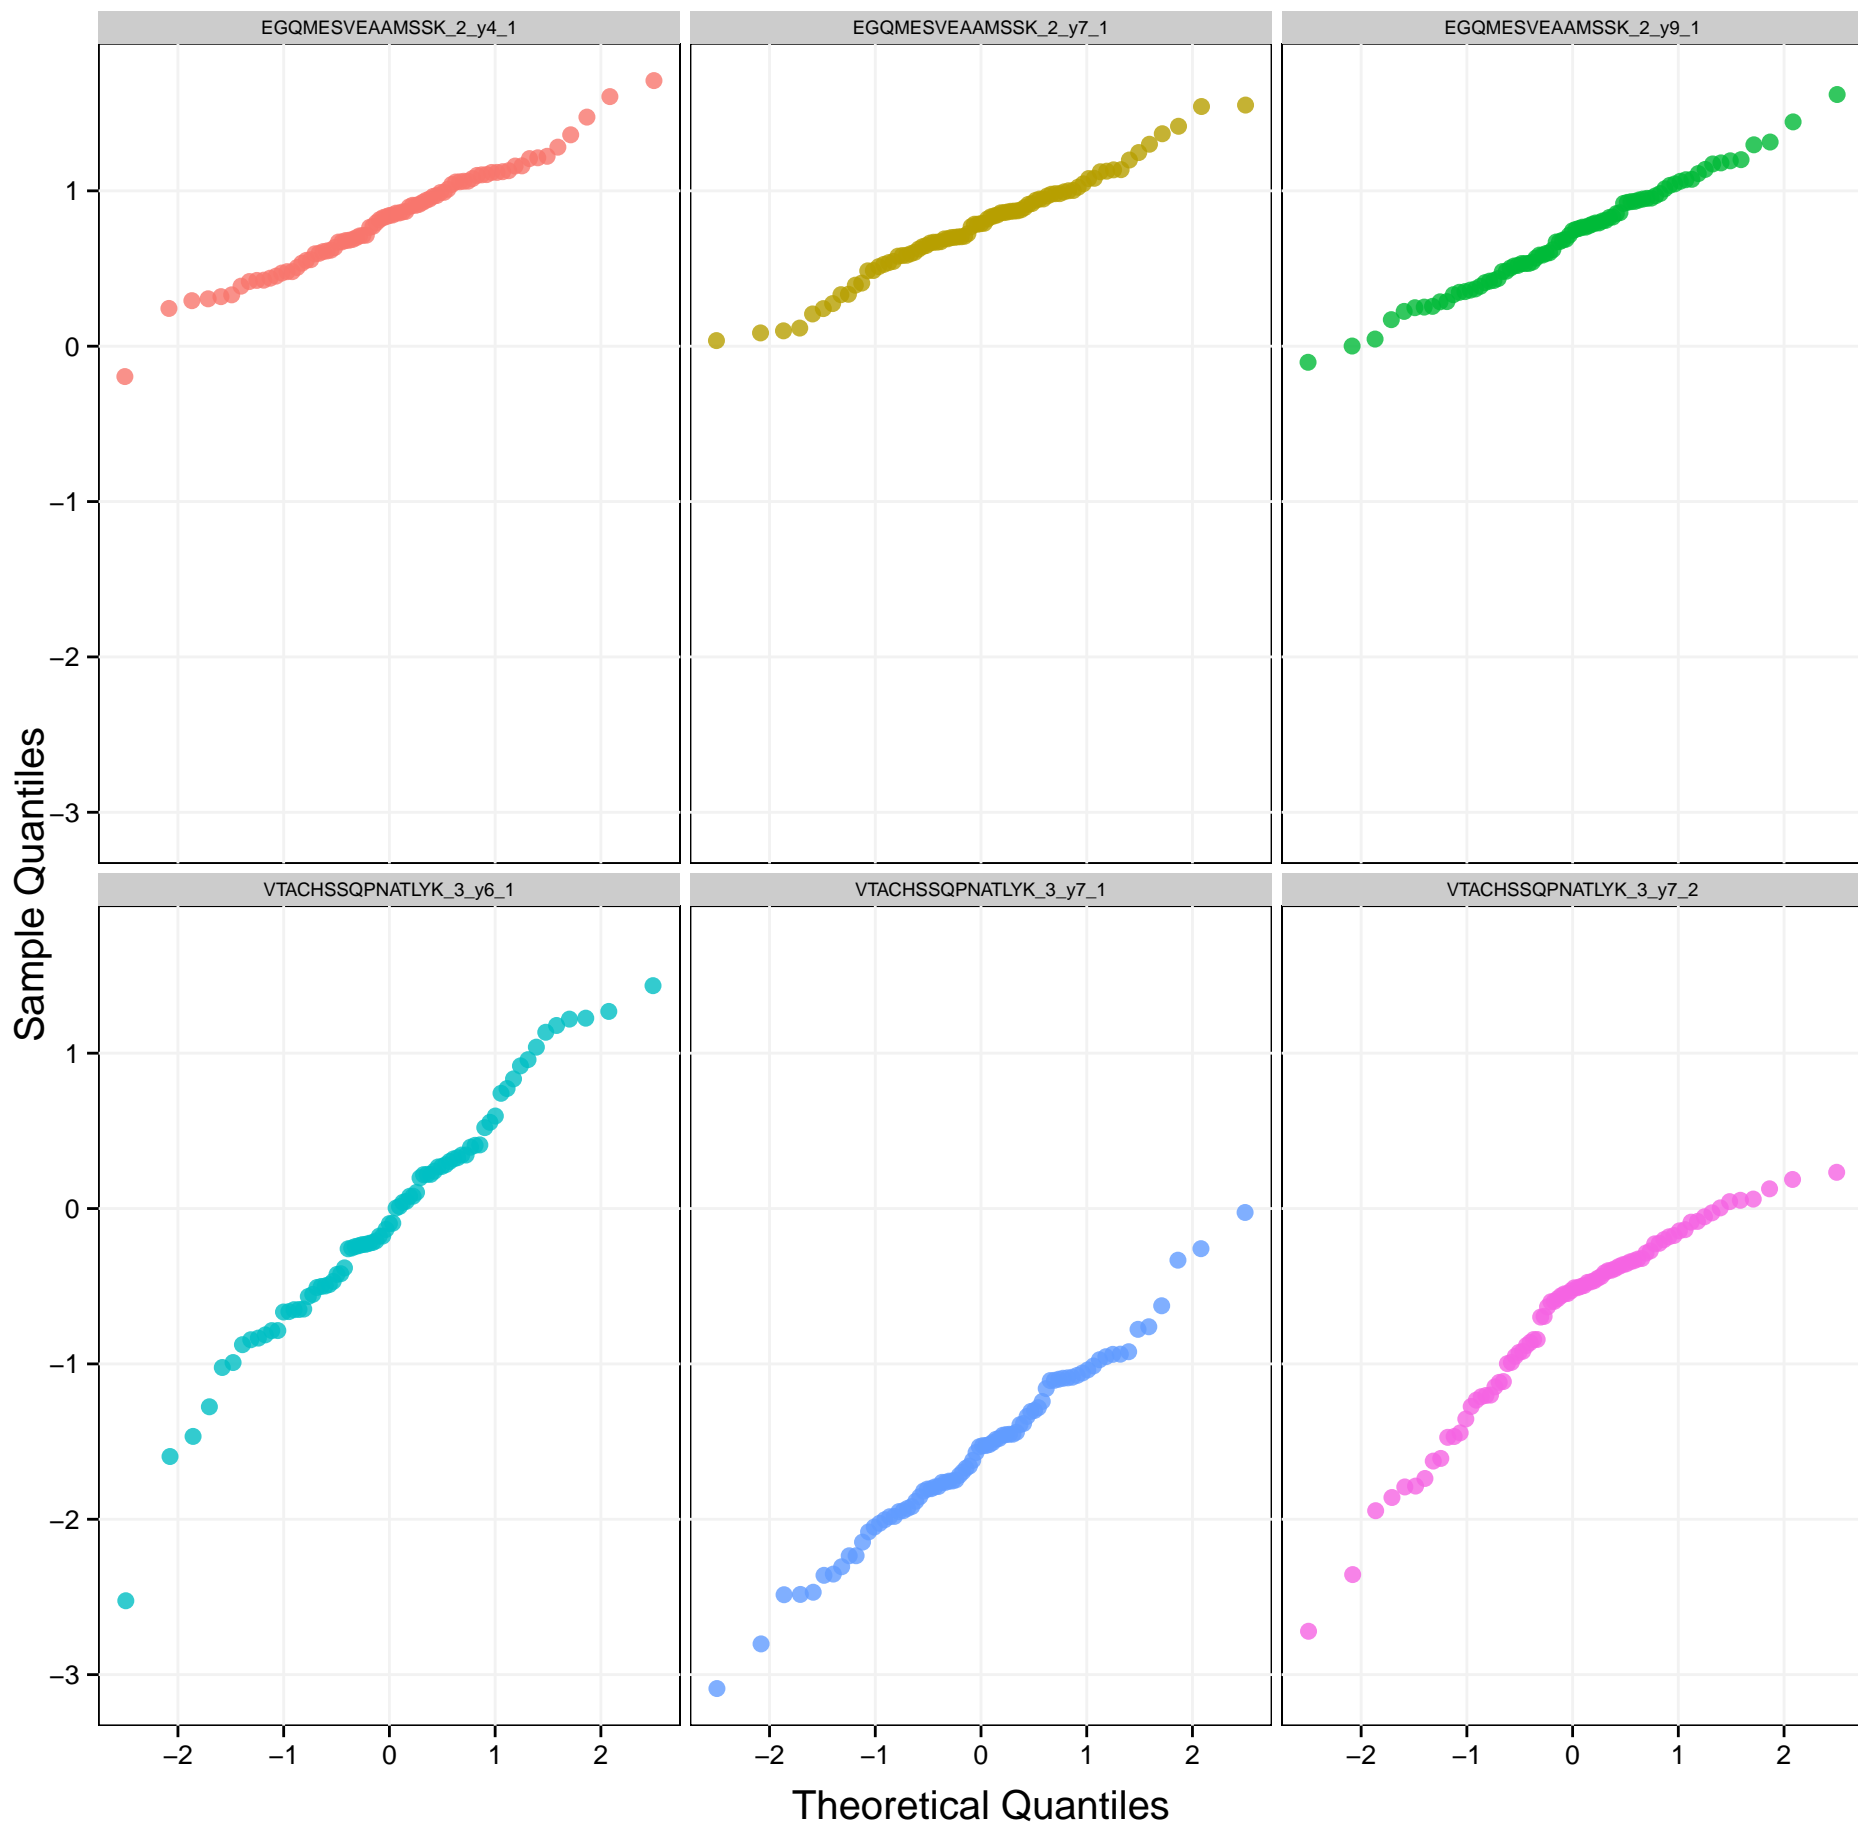 EGQMESVEAAMSSK_2_y4_1
EGQMESVEAAMSSK_2_y7_1
EGQMESVEAAMSSK_2_y9_1
1
0
−1
−2
−3
VTACHSSQPNATLYK_3_y6_1
VTACHSSQPNATLYK_3_y7_1
VTACHSSQPNATLYK_3_y7_2
1
0
−1
−2
−3
−2 −1 0 1 2
−2 −1 0 1 2
−2 −1 0 1 2
Theoretical Quantiles
Sample Quantiles